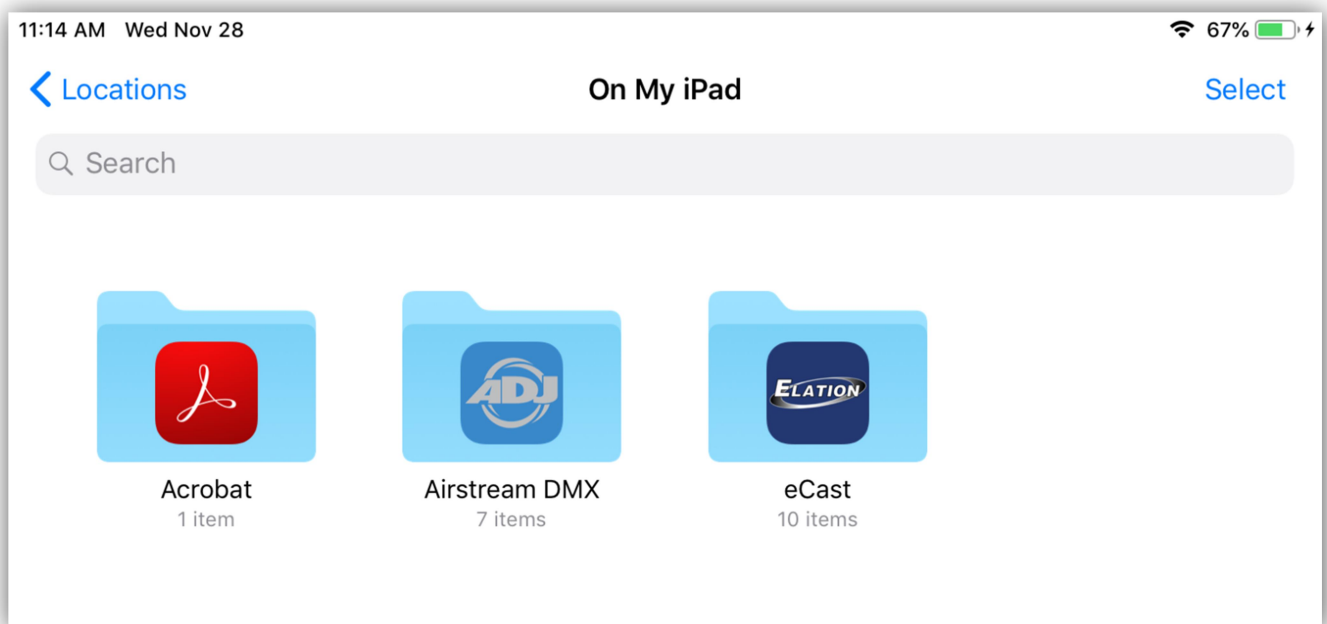 11:14 AM Wed Nov 28 67%
Locations On My iPad Select
Search
ADJ ELATION
Acrobat Airstream DMX eCast
1 item 7 items 10 items